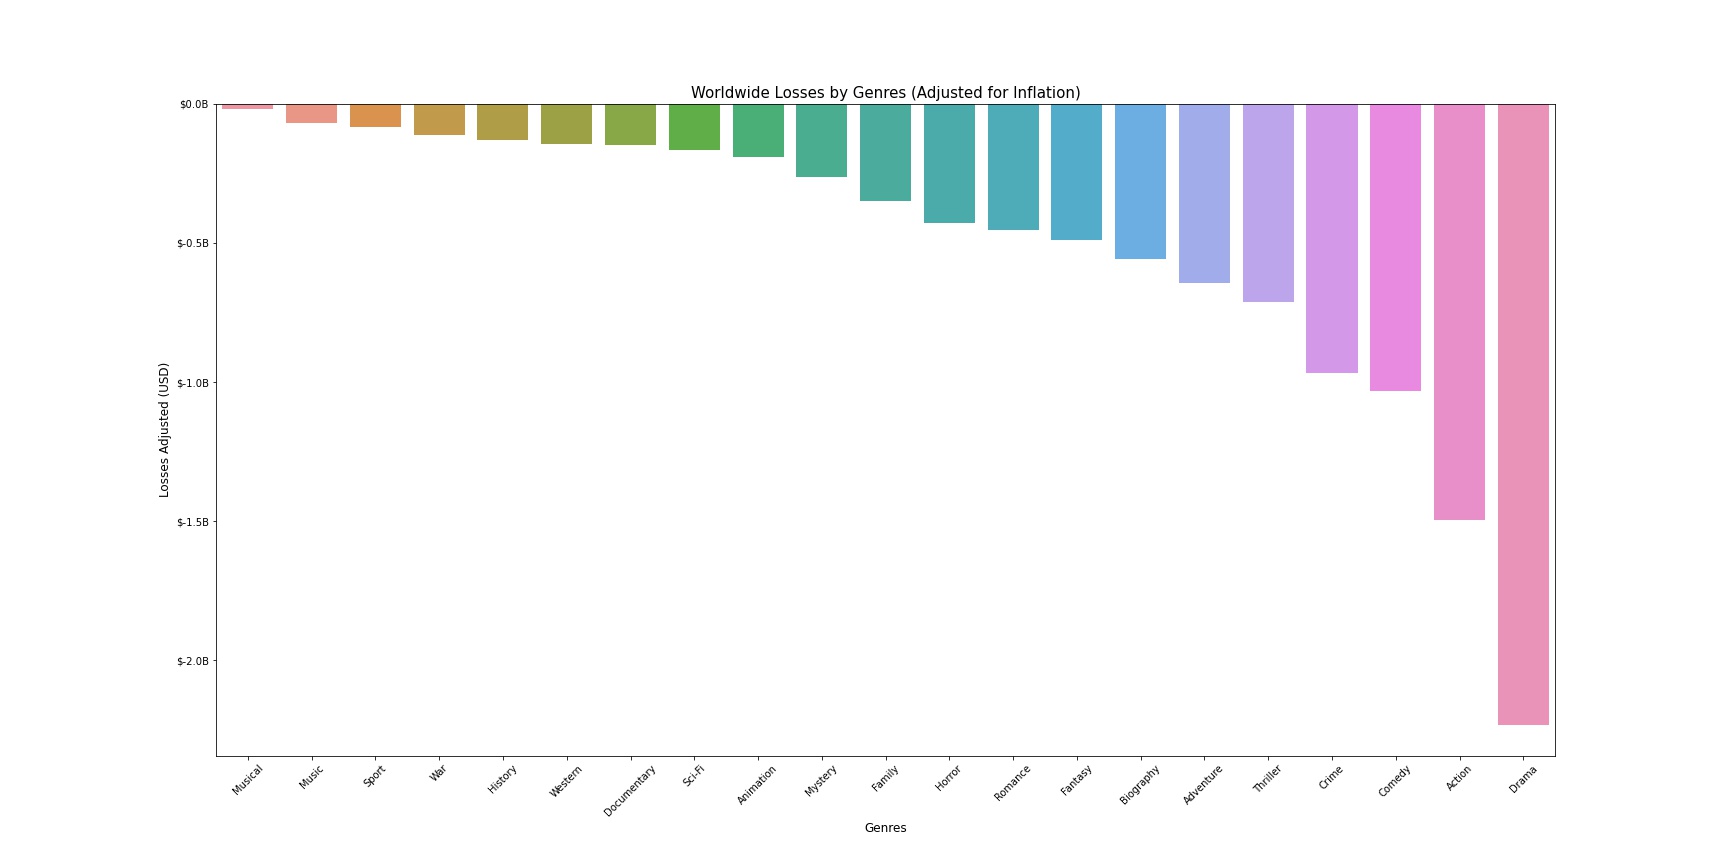 Worldwide Losses by Genres (Adjusted for Inflation)
$0.0B
$-0.5B
$-1.0B
$-1.5B
$-2.0B
Losses Adjusted (USD)
Musical
Music
Sport
War
History
Western
Documentary
Sci-Fi
Animation
Mystery
Family
Horror
Romance
Fantasy
Biography
Adventure
Thriller
Crime
Comedy
Action
Drama
Genres